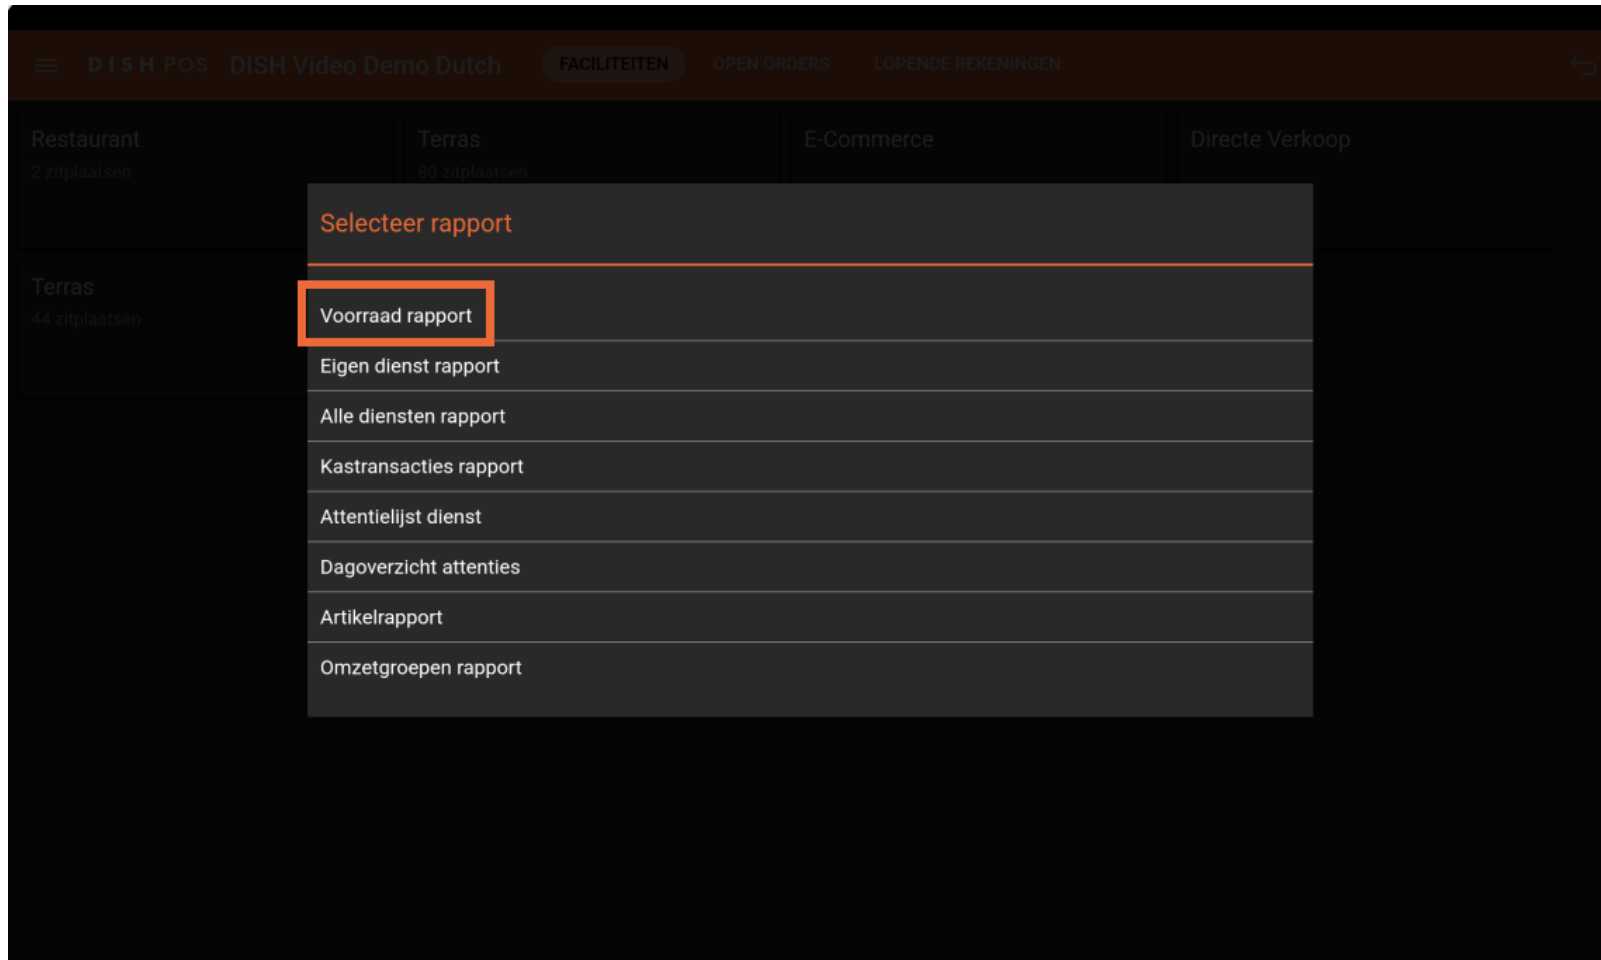 DISH POS DISH Video Demo Dutch FACILITEITEN OPEN ORDERS LOPENDE REKENINGEN
Restaurant Terras E-Commerce Directe Verkoop
2 zitplaatsen 80 zitplaatsen
Selecteer rapport
Terras
44 zitplaatsen
Voorraad rapport
Eigen dienst rapport
Alle diensten rapport
Kastransacties rapport
Attentielijst dienst
Dagoverzicht attenties
Artikelrapport
Omzetgroepen rapport